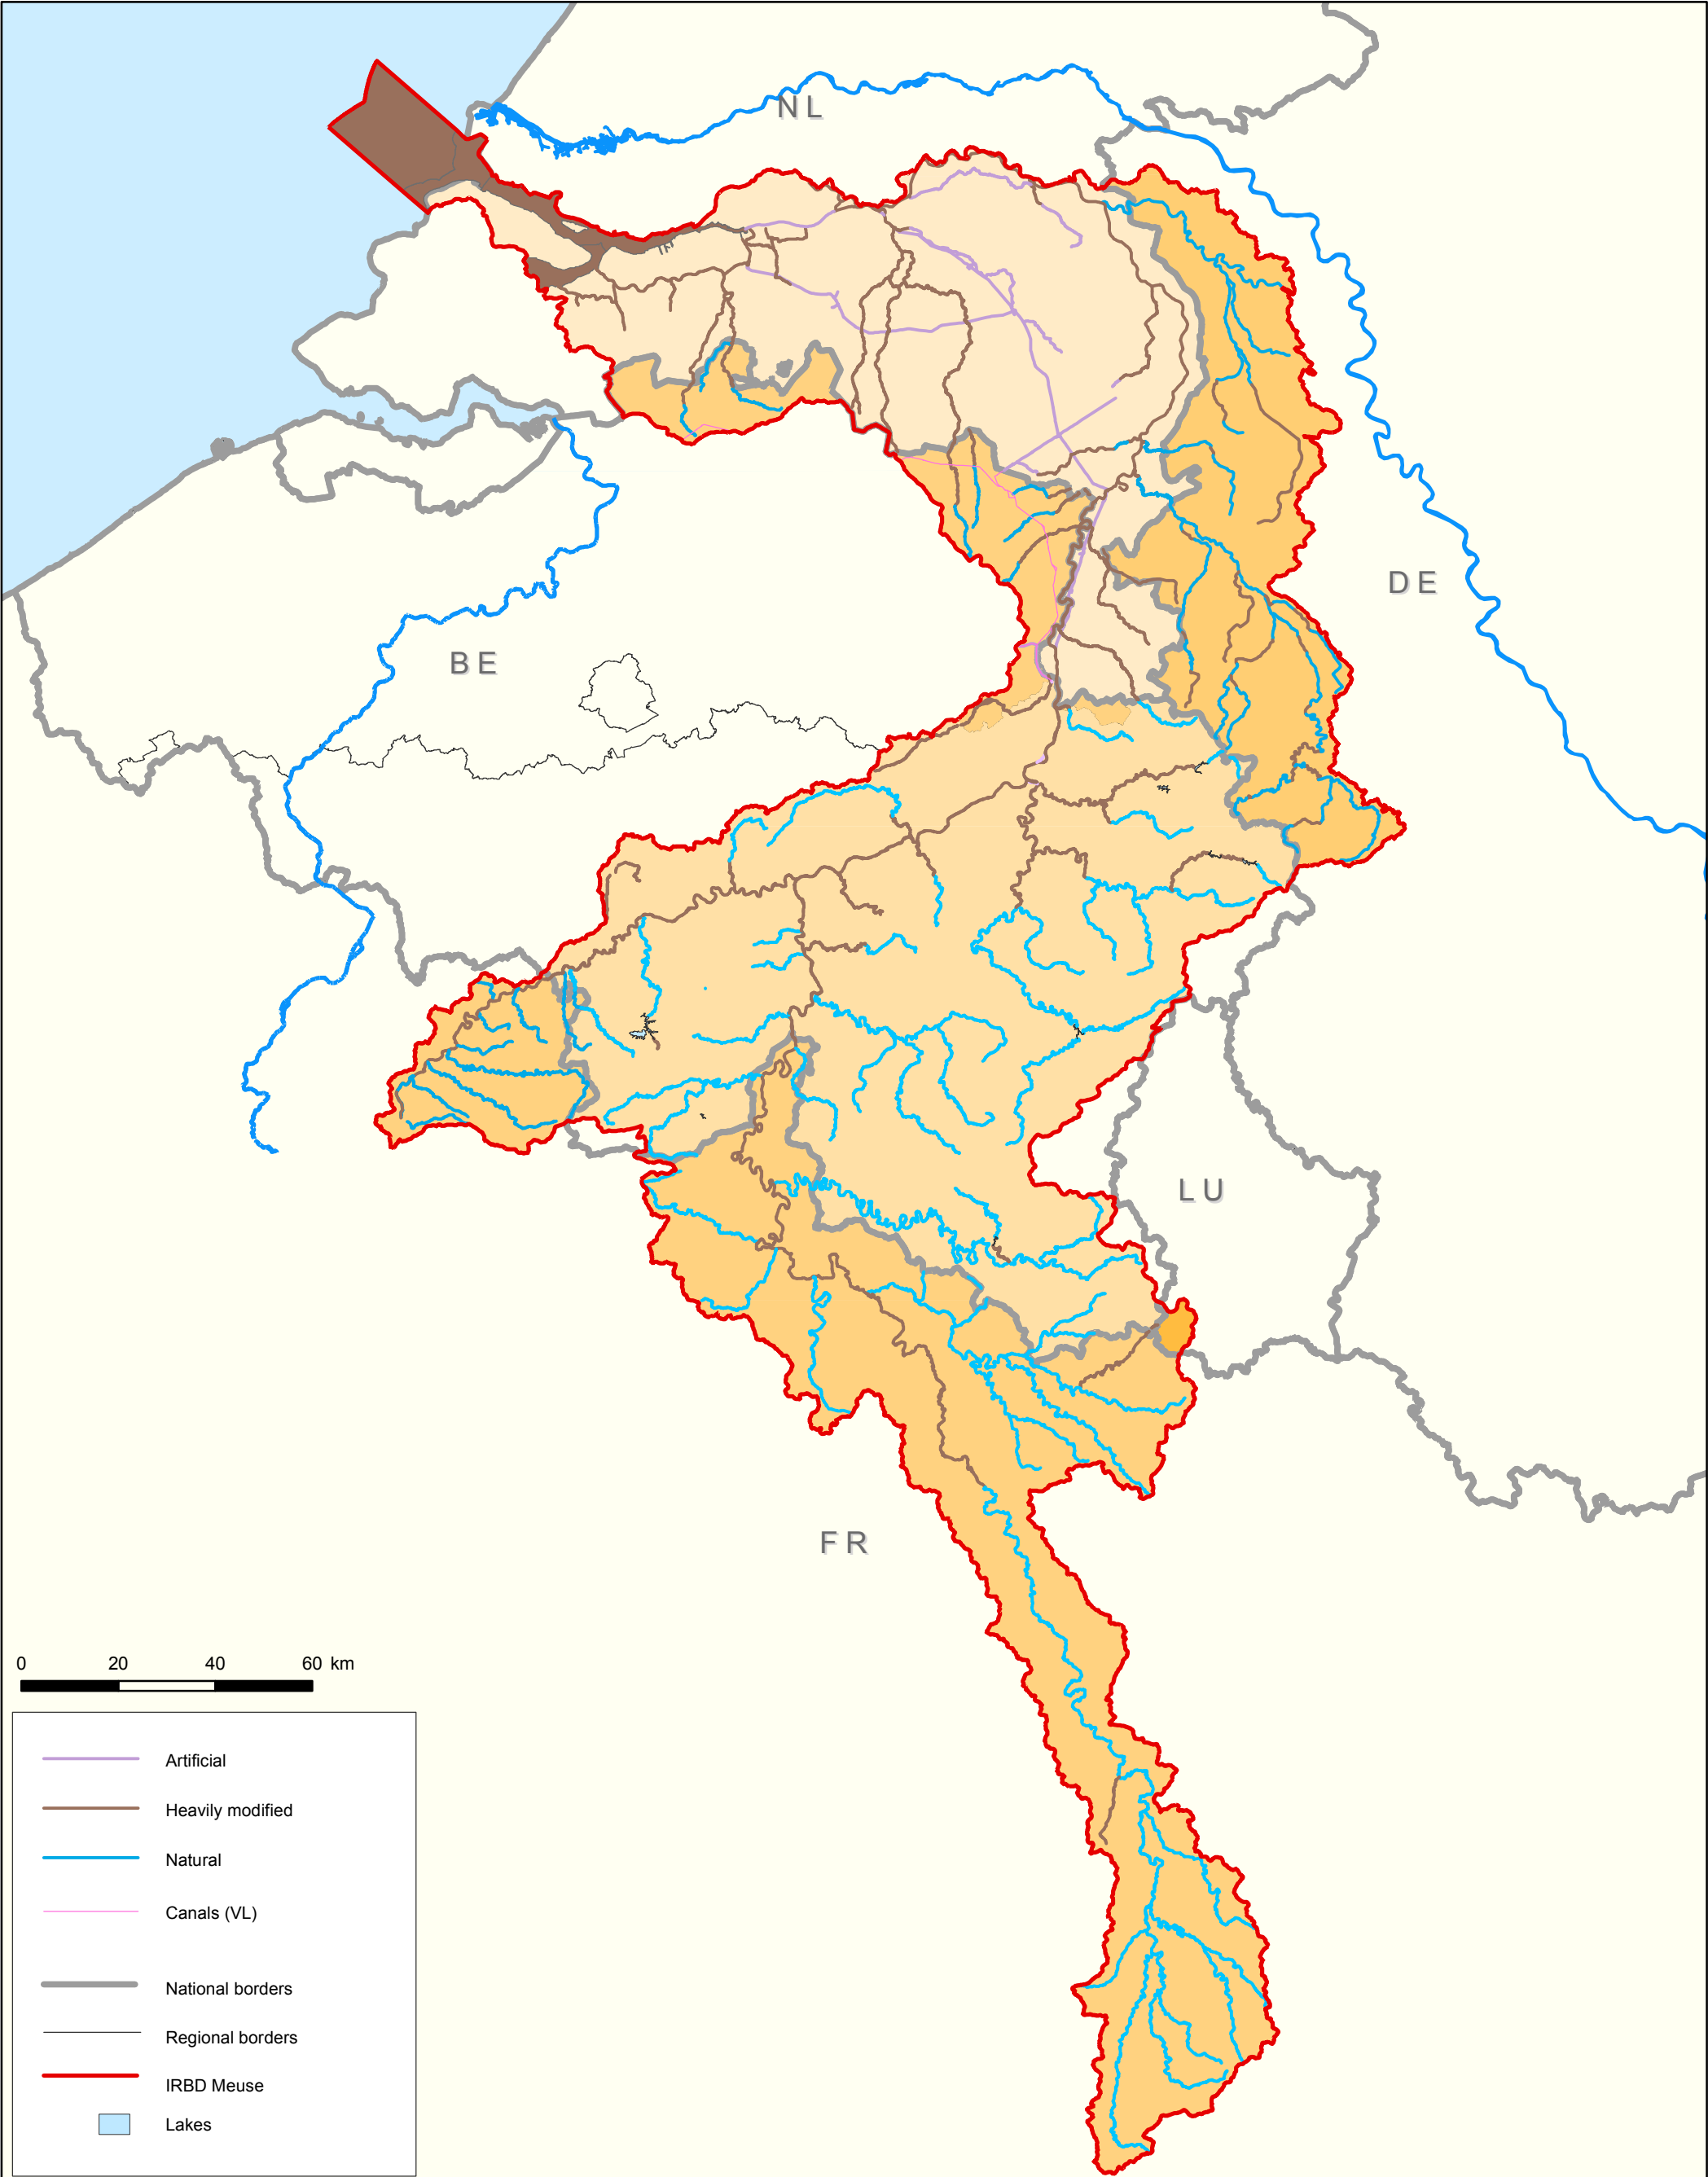 NL
DE
BE
LU
FR
0 20 40 60 km
Artificial
Heavily modified
Natural
Canals (VL)
National borders
Regional borders
IRBD Meuse
Lakes